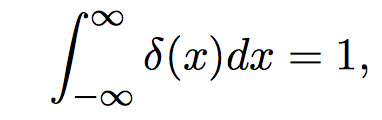 ∫_{-∞}^{∞} δ(x)dx = 1,